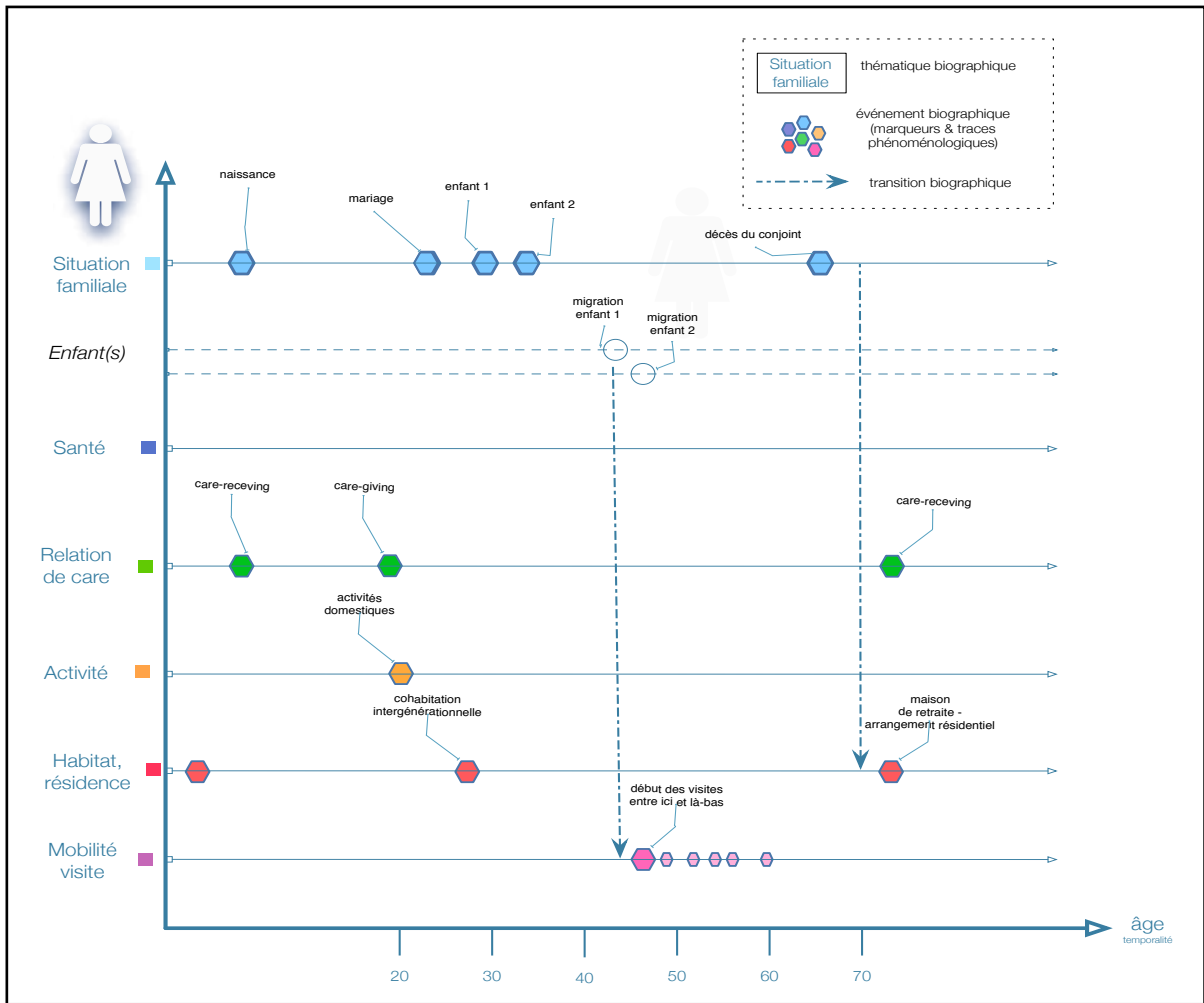 Situation
familiale
thématique biographique
événement biographique
(marqueurs & traces
phénoménologiques)
transition biographique
naissance
mariage
enfant 1
enfant 2
décès du conjoint
Situation
familiale
migration
enfant 1
migration
enfant 2
Enfant(s)
Santé
care-receving
care-giving
care-receving
Relation
de care
activités
domestiques
Activité
cohabitation
intergénérationnelle
maison
de retraite -
arrangement résidentiel
Habitat,
résidence
début des visites
entre ici et là-bas
Mobilité
visite
âge
temporalité
20
30
40
50
60
70